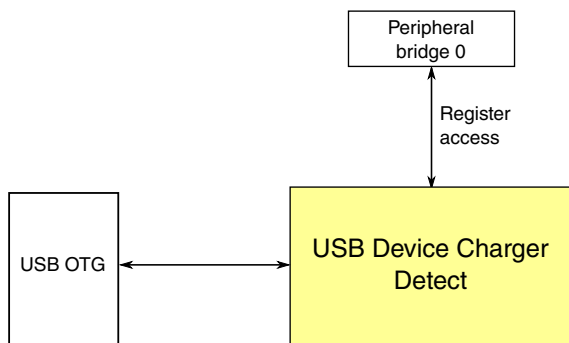 Peripheral
bridge 0
Register
access
USB OTG
USB Device Charger
Detect